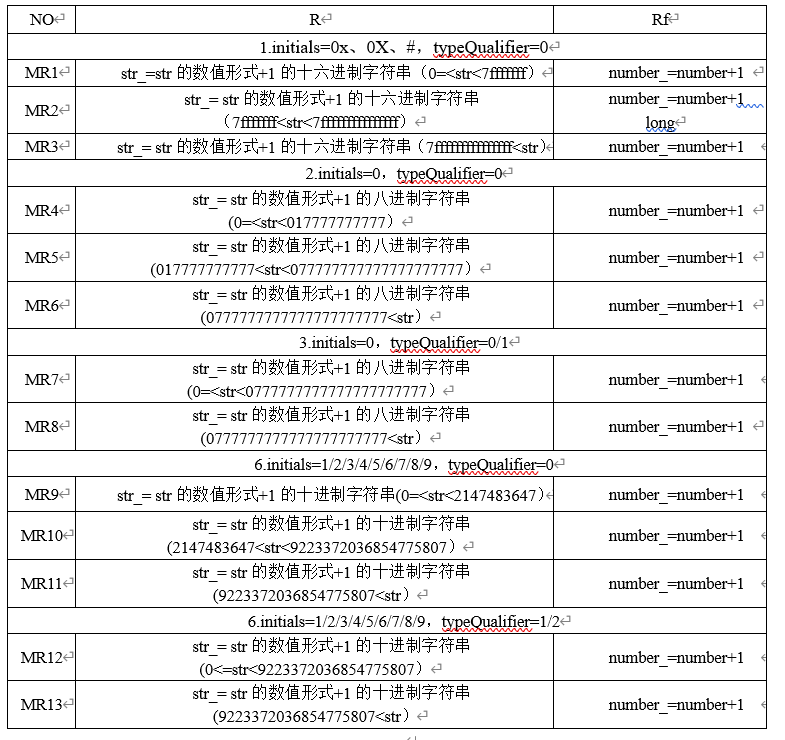 NO R Rf
1.initials=0x、0X、#，typeQualifier=0
MR1 str_=str 的数值形式+1 的十六进制字符串（0=<str<7fffffff） number_=number+1
MR2 str_= str 的数值形式+1 的十六进制字符串
（7fffffff<str<7fffffffffffffff） number_=number+1
long
MR3 str_= str 的数值形式+1 的十六进制字符串（7fffffffffffffff<str） number_=number+1
2.initials=0，typeQualifier=0
MR4 str_= str 的数值形式+1 的八进制字符串
(0=<str<017777777777） number_=number+1
MR5 str_= str 的数值形式+1 的八进制字符串
(017777777777<str<0777777777777777777777） number_=number+1
MR6 str_= str 的数值形式+1 的八进制字符串
(0777777777777777777777<str） number_=number+1
3.initials=0，typeQualifier=0/1
MR7 str_= str 的数值形式+1 的八进制字符串
(0=<str<0777777777777777777777） number_=number+1
MR8 str_= str 的数值形式+1 的八进制字符串
(0777777777777777777777<str） number_=number+1
6.initials=1/2/3/4/5/6/7/8/9，typeQualifier=0
MR9 str_= str 的数值形式+1 的十进制字符串(0=<str<2147483647） number_=number+1
MR10 str_= str 的数值形式+1 的十进制字符串
(2147483647<str<9223372036854775807） number_=number+1
MR11 str_= str 的数值形式+1 的十进制字符串
(9223372036854775807<str） number_=number+1
6.initials=1/2/3/4/5/6/7/8/9，typeQualifier=1/2
MR12 str_= str 的数值形式+1 的十进制字符串
(0<=str<9223372036854775807） number_=number+1
MR13 str_= str 的数值形式+1 的十进制字符串
(9223372036854775807<str） number_=number+1